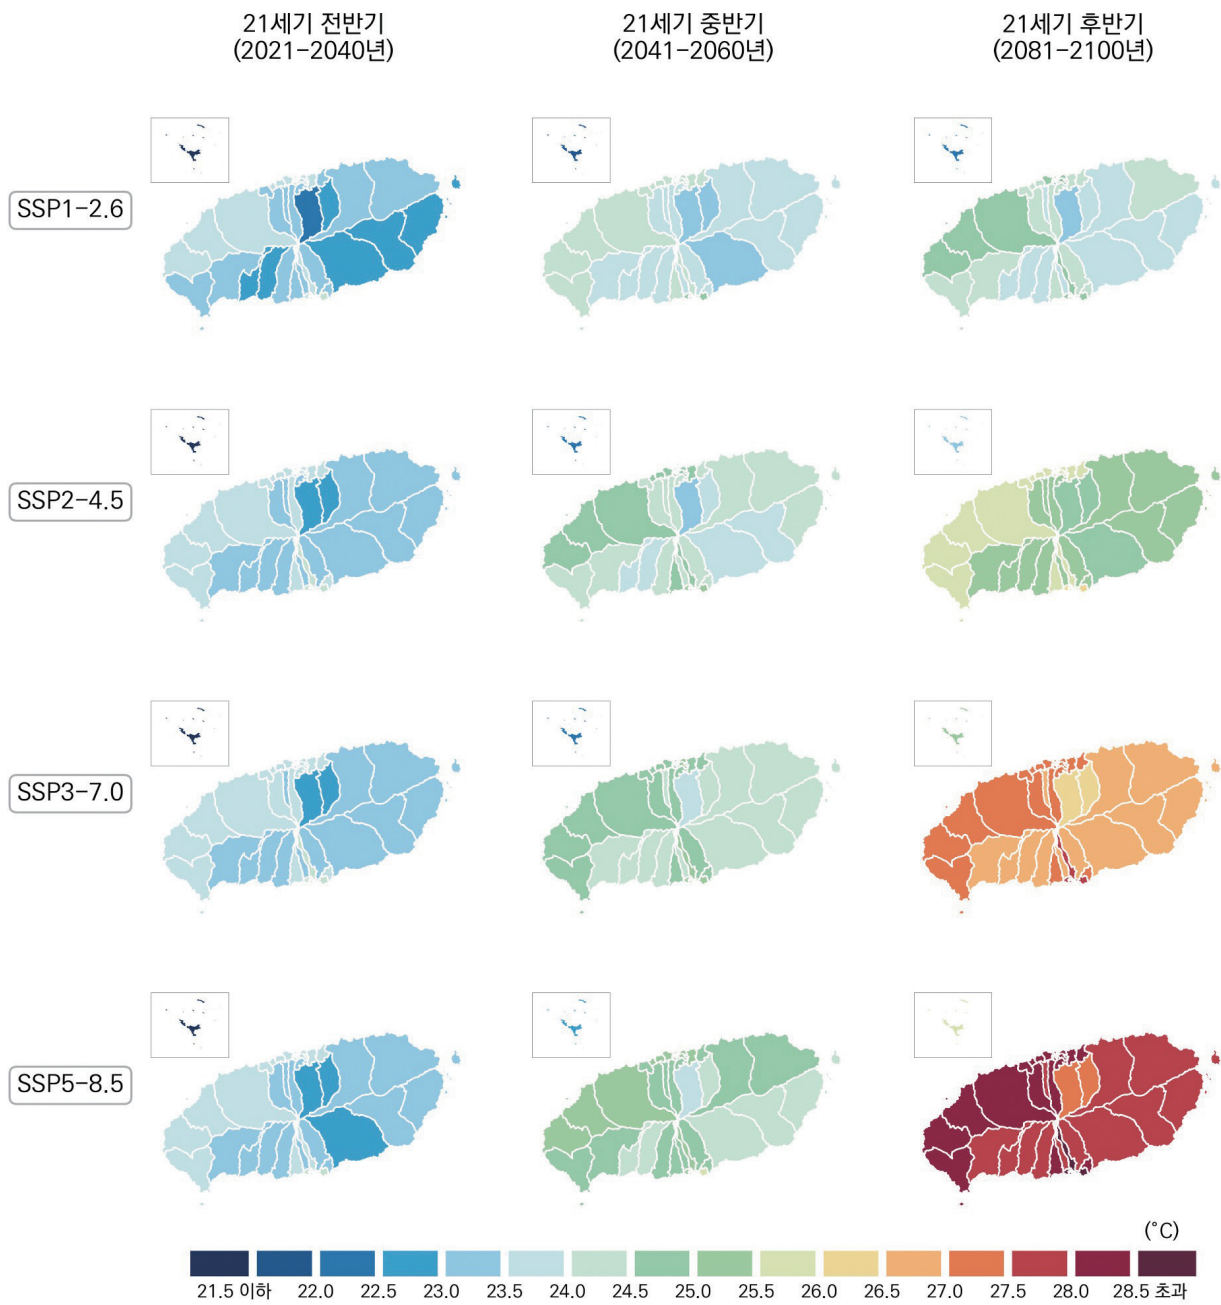 21세기 전반기
(2021-2040년)
21세기 중반기
(2041-2060년)
21세기 후반기
(2081-2100년)
SSP1-2.6
SSP2-4.5
SSP3-7.0
SSP5-8.5
(°C)
21.5 이하 22.0 22.5 23.0 23.5 24.0 24.5 25.0 25.5 26.0 26.5 27.0 27.5 28.0 28.5 초과